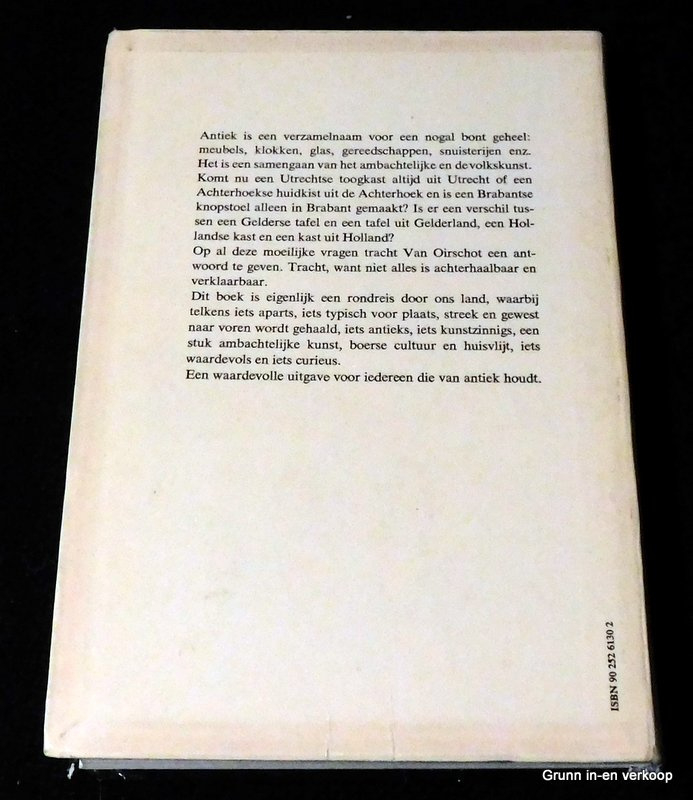 Antiek is een verzamelnaam voor een nogal bont geheel:
meubels, klokken, glas, gereedschappen, snuisterijen enz.
Het is een samengaan van het ambachtelijke en de volkskunst.
Komt nu een Utrechtse toogkast altijd uit Utrecht of een
Achterhoekse huidkist uit de Achterhoek en is een Brabantse
knopstoel alleen in Brabant gemaakt? Is er een verschil tus-
sen een Gelderse tafel en een tafel uit Gelderland, een Hol-
landse kast en een kast uit Holland?
Op al deze moeilijke vragen tracht Van Oirschot een ant-
woord te geven. Tracht, want niet alles is achterhaalbaar en
verklaarbaar.
Dit boek is eigenlijk een rondreis door ons land, waarbij
telkens iets aparts, iets typisch voor plaats, streek en gewest
naar voren wordt gehaald, iets antieks, iets kunstzinnigs, een
stuk ambachtelijke kunst, boerse cultuur en huisvlijt, iets
waardevols en iets curieus.
Een waardevolle uitgave voor iedereen die van antiek houdt.
ISBN 90 252 6130 2
Grunn in-en verkoop